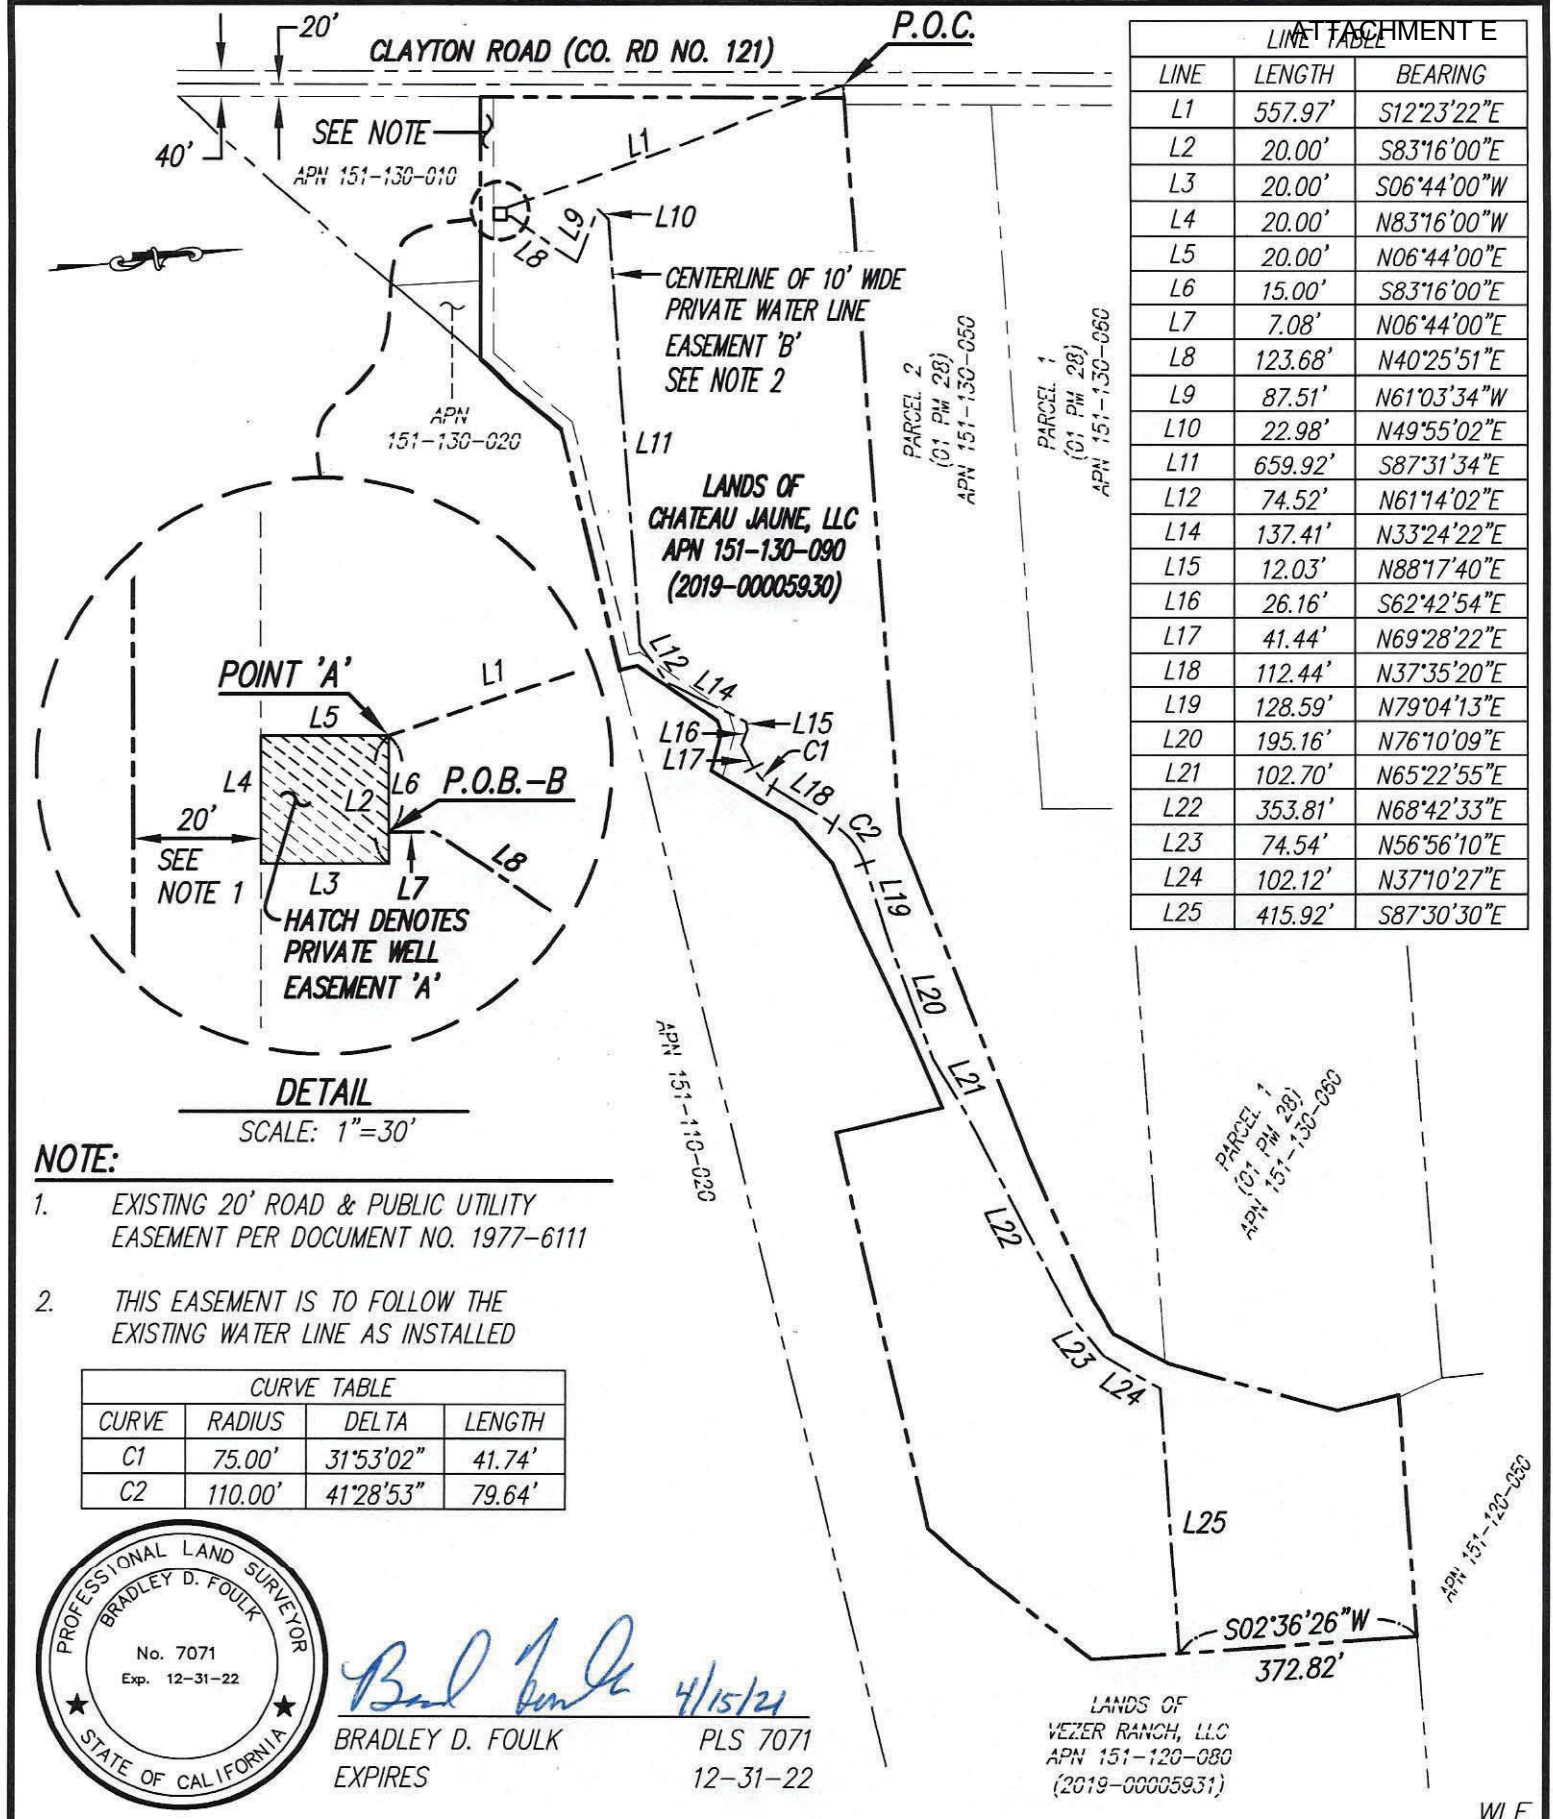 20'
CLAYTON ROAD (CO. RD NO. 121)
P.O.C.
40'
SEE NOTE
APN 151-130-010
L1
L10
L9
L8
CENTERLINE OF 10' WIDE
PRIVATE WATER LINE
EASEMENT 'B'
SEE NOTE 2
APN
151-130-020
L11
PARCEL 2
(01 PM 28)
APN 151-130-050
PARCEL 1
(01 PM 28)
APN 151-130-060
LANDS OF
CHATEAU JAUNE, LLC
APN 151-130-090
(2019-00005930)
ATTACHMENT E
LINE TABLE
LINE LENGTH BEARING
L1 557.97' S12°23'22"E
L2 20.00' S83°16'00"E
L3 20.00' S06°44'00"W
L4 20.00' N83°16'00"W
L5 20.00' N06°44'00"E
L6 15.00' S83°16'00"E
L7 7.08' N06°44'00"E
L8 123.68' N40°25'51"E
L9 87.51' N61°03'34"W
L10 22.98' N49°55'02"E
L11 659.92' S87°31'34"E
L12 74.52' N61°14'02"E
L14 137.41' N33°24'22"E
L15 12.03' N88°17'40"E
L16 26.16' S62°42'54"E
L17 41.44' N69°28'22"E
L18 112.44' N37°35'20"E
L19 128.59' N79°04'13"E
L20 195.16' N76°10'09"E
L21 102.70' N65°22'55"E
L22 353.81' N68°42'33"E
L23 74.54' N56°56'10"E
L24 102.12' N37°10'27"E
L25 415.92' S87°30'30"E
L12
L14
L15
L16
L17
C1
L18
C2
L19
L20
L21
L22
L23
L24
L25
POINT 'A'
L1
L5
L4
L6
L2
P.O.B.-B
20'
SEE
NOTE 1
L3
L7
L8
HATCH DENOTES
PRIVATE WELL
EASEMENT 'A'
DETAIL
SCALE: 1"=30'
APN 151-110-020
PARCEL 1
(01 PM 28)
APN 151-130-060
NOTE:
1. EXISTING 20' ROAD & PUBLIC UTILITY
EASEMENT PER DOCUMENT NO. 1977-6111
2. THIS EASEMENT IS TO FOLLOW THE
EXISTING WATER LINE AS INSTALLED
CURVE TABLE
CURVE RADIUS DELTA LENGTH
C1 75.00' 31°53'02" 41.74'
C2 110.00' 41°28'53" 79.64'
APN 151-120-050
S02°36'26"W
372.82'
PROFESSIONAL LAND SURVEYOR
BRADLEY D. FOULK
No. 7071
Exp. 12-31-22
STATE OF CALIFORNIA
Brad Foulk 4/15/21
BRADLEY D. FOULK PLS 7071
EXPIRES 12-31-22
LANDS OF
VEZER RANCH, LLC
APN 151-120-080
(2019-00005931)